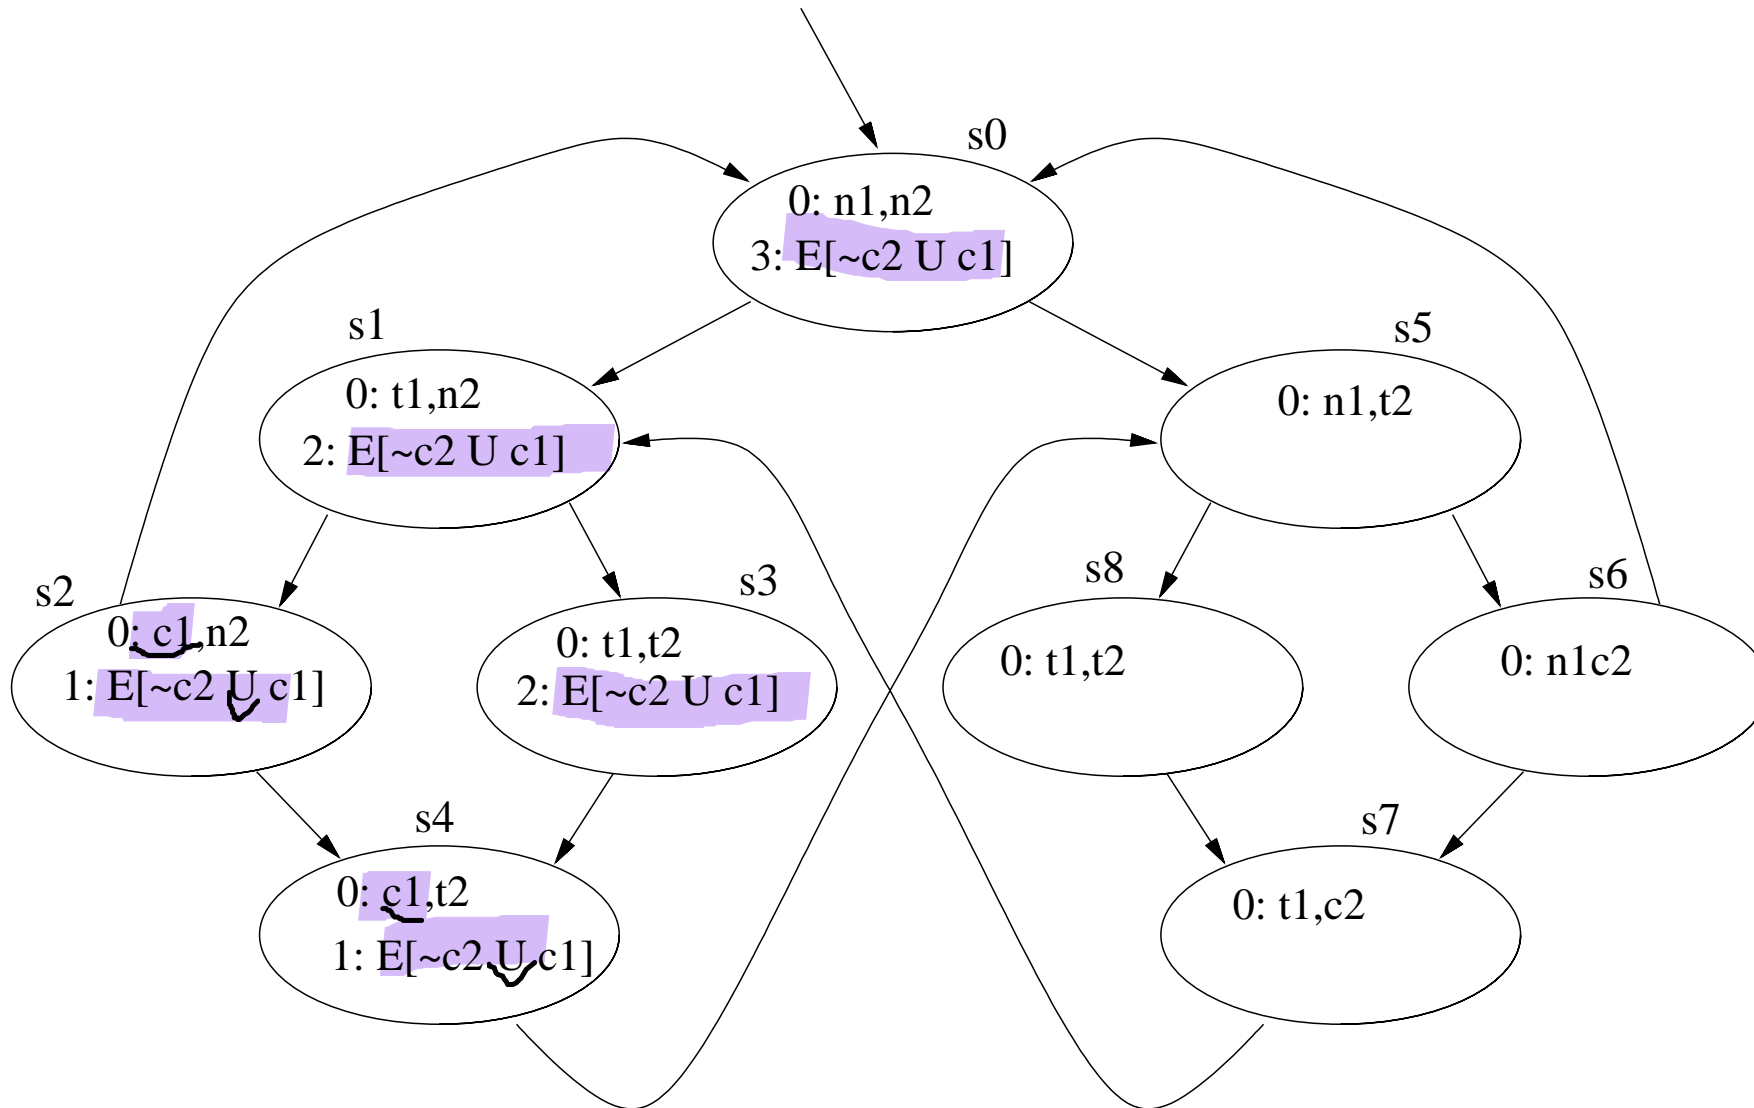 s0
0: n1,n2
3: E[~c2 U c1]
s1
0: t1,n2
2: E[~c2 U c1]
s5
0: n1,t2
s2
0: c1,n2
1: E[~c2 U c1]
s3
0: t1,t2
2: E[~c2 U c1]
s8
0: t1,t2
s6
0: n1c2
s4
0: c1,t2
1: E[~c2 U c1]
s7
0: t1,c2